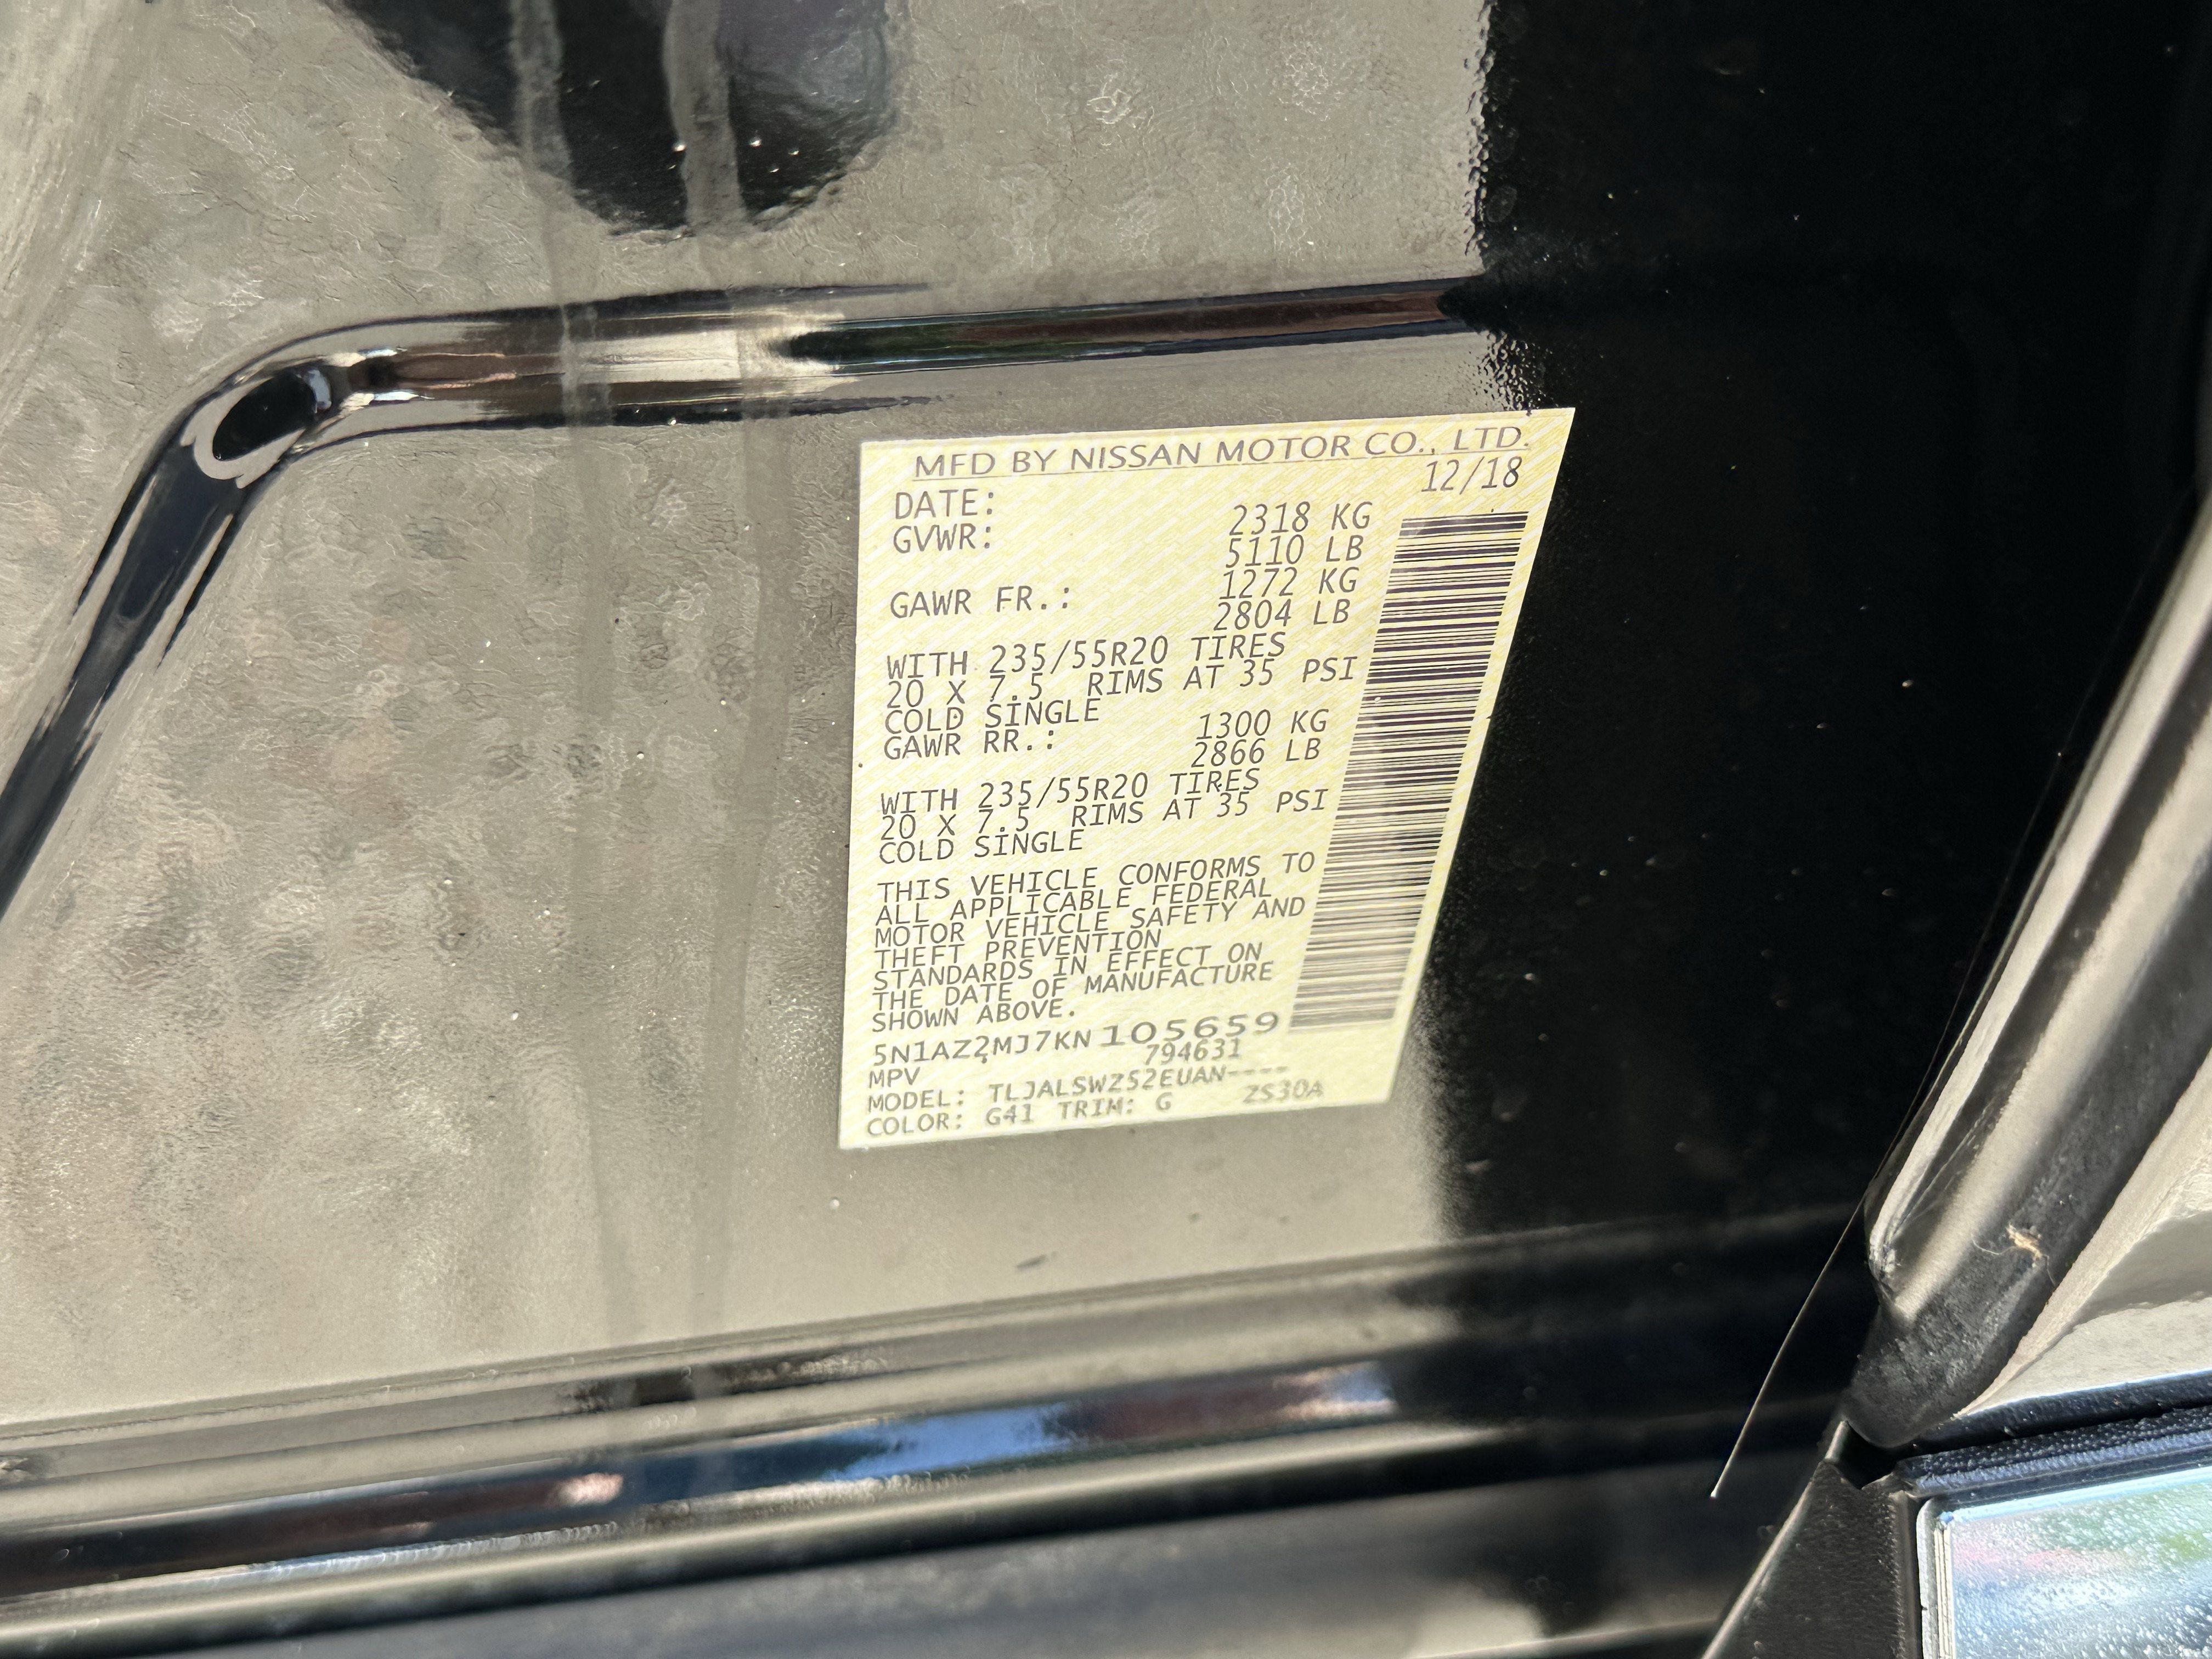 MFD BY NISSAN MOTOR CO., LTD.
DATE: 12/18
GVWR: 2318 KG
5110 LB
GAWR FR.: 1272 KG
2804 LB
WITH 235/55R20 TIRES
20 X 7.5 RIMS AT 35 PSI
COLD SINGLE
GAWR RR.: 1300 KG
2866 LB
WITH 235/55R20 TIRES
20 X 7.5 RIMS AT 35 PSI
COLD SINGLE
THIS VEHICLE CONFORMS TO
ALL APPLICABLE FEDERAL
MOTOR VEHICLE SAFETY AND
THEFT PREVENTION
STANDARDS IN EFFECT ON
THE DATE OF MANUFACTURE
SHOWN ABOVE.
5N1AZ2MJ7KN105659
MPV 794631
MODEL: TLJALSWZ52EUAN----
COLOR: G41 TRIM: G ZS30A